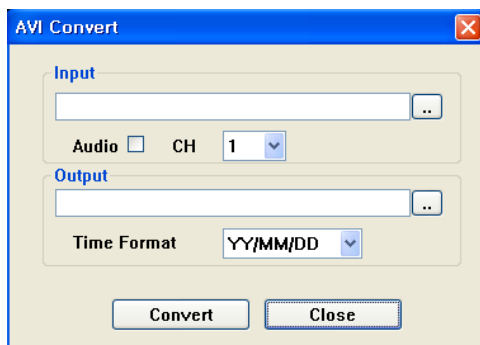 AVI Convert
Input
..
Audio CH 1
Output
..
Time Format YY/MM/DD
Convert Close